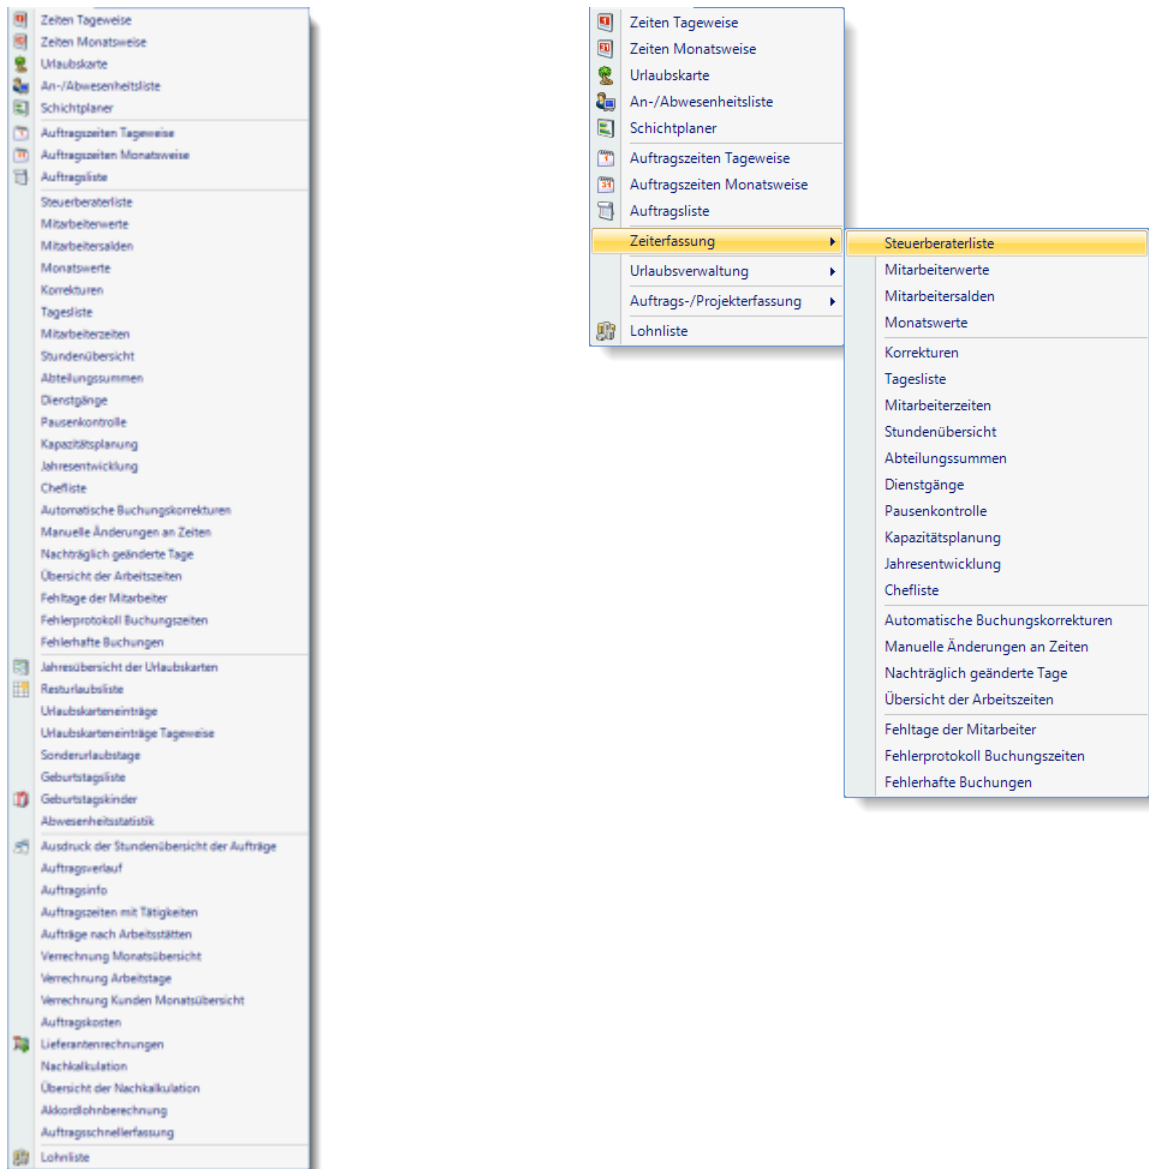 Zeiten Tageweise
Zeiten Monatsweise
Urlaubskarte
An-/Abwesenheitsliste
Schichtplaner
Auftragszeiten Tageweise
Auftragszeiten Monatsweise
Auftragsliste
Steuerberaterliste
Mitarbeiterwerte
Mitarbeitersalden
Monatswerte
Korrekturen
Tagesliste
Mitarbeiterzeiten
Stundenübersicht
Abteilungssummen
Dienstgänge
Pausenkontrolle
Kapazitätsplanung
Jahresentwicklung
Chefliste
Automatische Buchungskorrekturen
Manuelle Änderungen an Zeiten
Nachträglich geänderte Tage
Übersicht der Arbeitszeiten
Fehltage der Mitarbeiter
Fehlerprotokoll Buchungszeiten
Fehlerhafte Buchungen
Jahresübersicht der Urlaubskarten
Resturlaubsliste
Urlaubskarteneinträge
Urlaubskarteneinträge Tageweise
Sonderurlaubstage
Geburtstagsliste
Geburtstagskinder
Abwesenheitsstatistik
Ausdruck der Stundenübersicht der Aufträge
Auftragsverlauf
Auftragsinfo
Auftragszeiten mit Tätigkeiten
Aufträge nach Arbeitsstätten
Verrechnung Monatsübersicht
Verrechnung Arbeitstage
Verrechnung Kunden Monatsübersicht
Auftragskosten
Lieferantenrechnungen
Nachkalkulation
Übersicht der Nachkalkulation
Akkordlohnberechnung
Auftragsschnellerfassung
Lohnliste
Zeiten Tageweise
Zeiten Monatsweise
Urlaubskarte
An-/Abwesenheitsliste
Schichtplaner
Auftragszeiten Tageweise
Auftragszeiten Monatsweise
Auftragsliste
Zeiterfassung
Urlaubsverwaltung
Auftrags-/Projekterfassung
Lohnliste
Steuerberaterliste
Mitarbeiterwerte
Mitarbeitersalden
Monatswerte
Korrekturen
Tagesliste
Mitarbeiterzeiten
Stundenübersicht
Abteilungssummen
Dienstgänge
Pausenkontrolle
Kapazitätsplanung
Jahresentwicklung
Chefliste
Automatische Buchungskorrekturen
Manuelle Änderungen an Zeiten
Nachträglich geänderte Tage
Übersicht der Arbeitszeiten
Fehltage der Mitarbeiter
Fehlerprotokoll Buchungszeiten
Fehlerhafte Buchungen